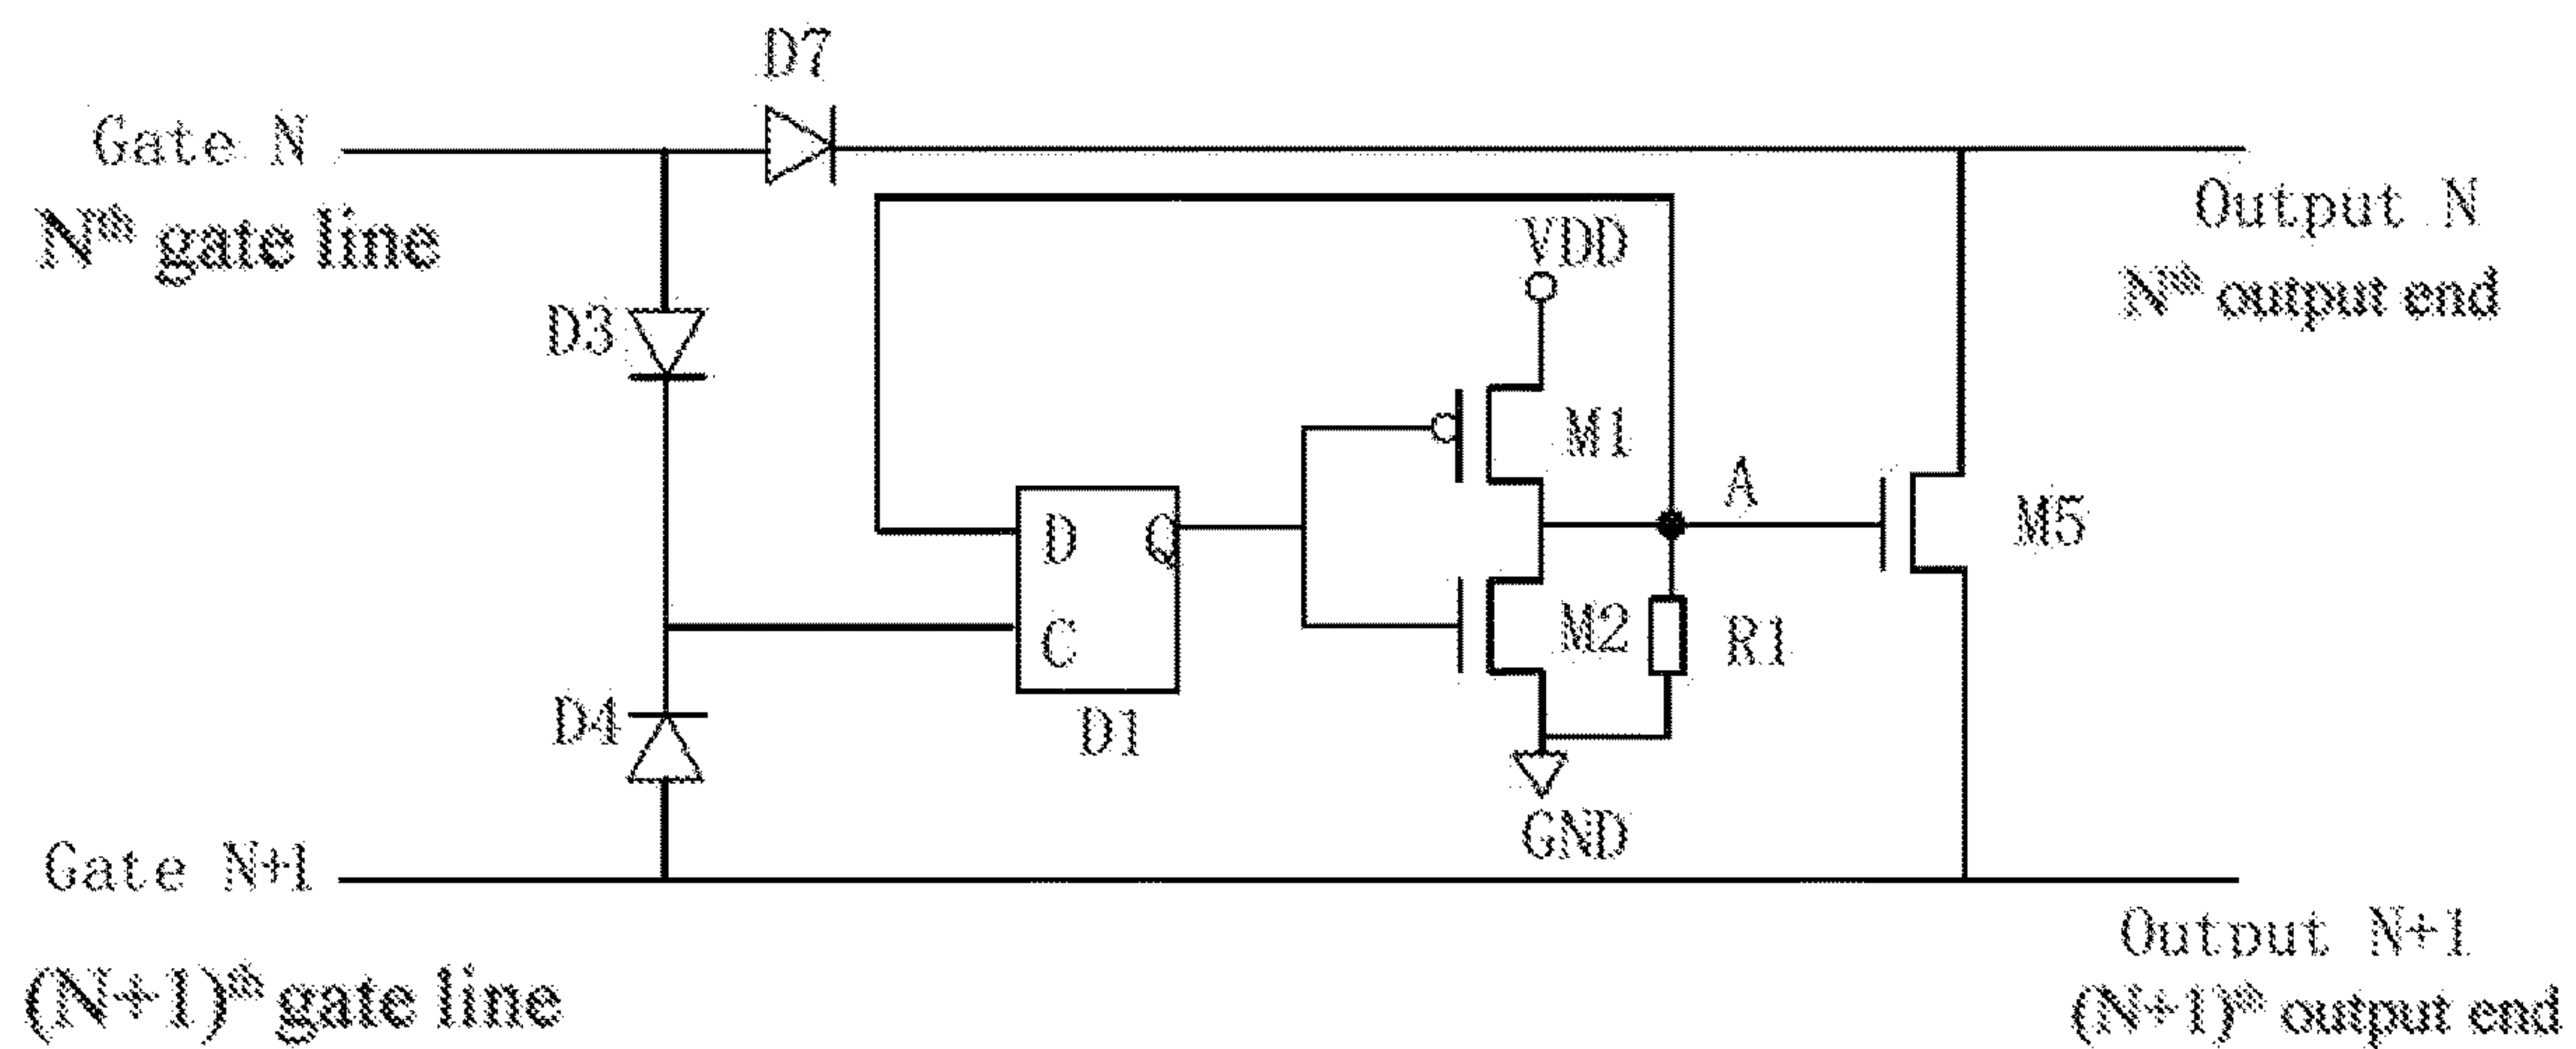 D7
Gate N
Nth gate line
Output N
Nth output end
VDD
D3
M1
A
M5
D
Q
C
M2
R1
D4
D1
GND
Gate N+1
(N+1)th gate line
Output N+1
(N+1)th output end